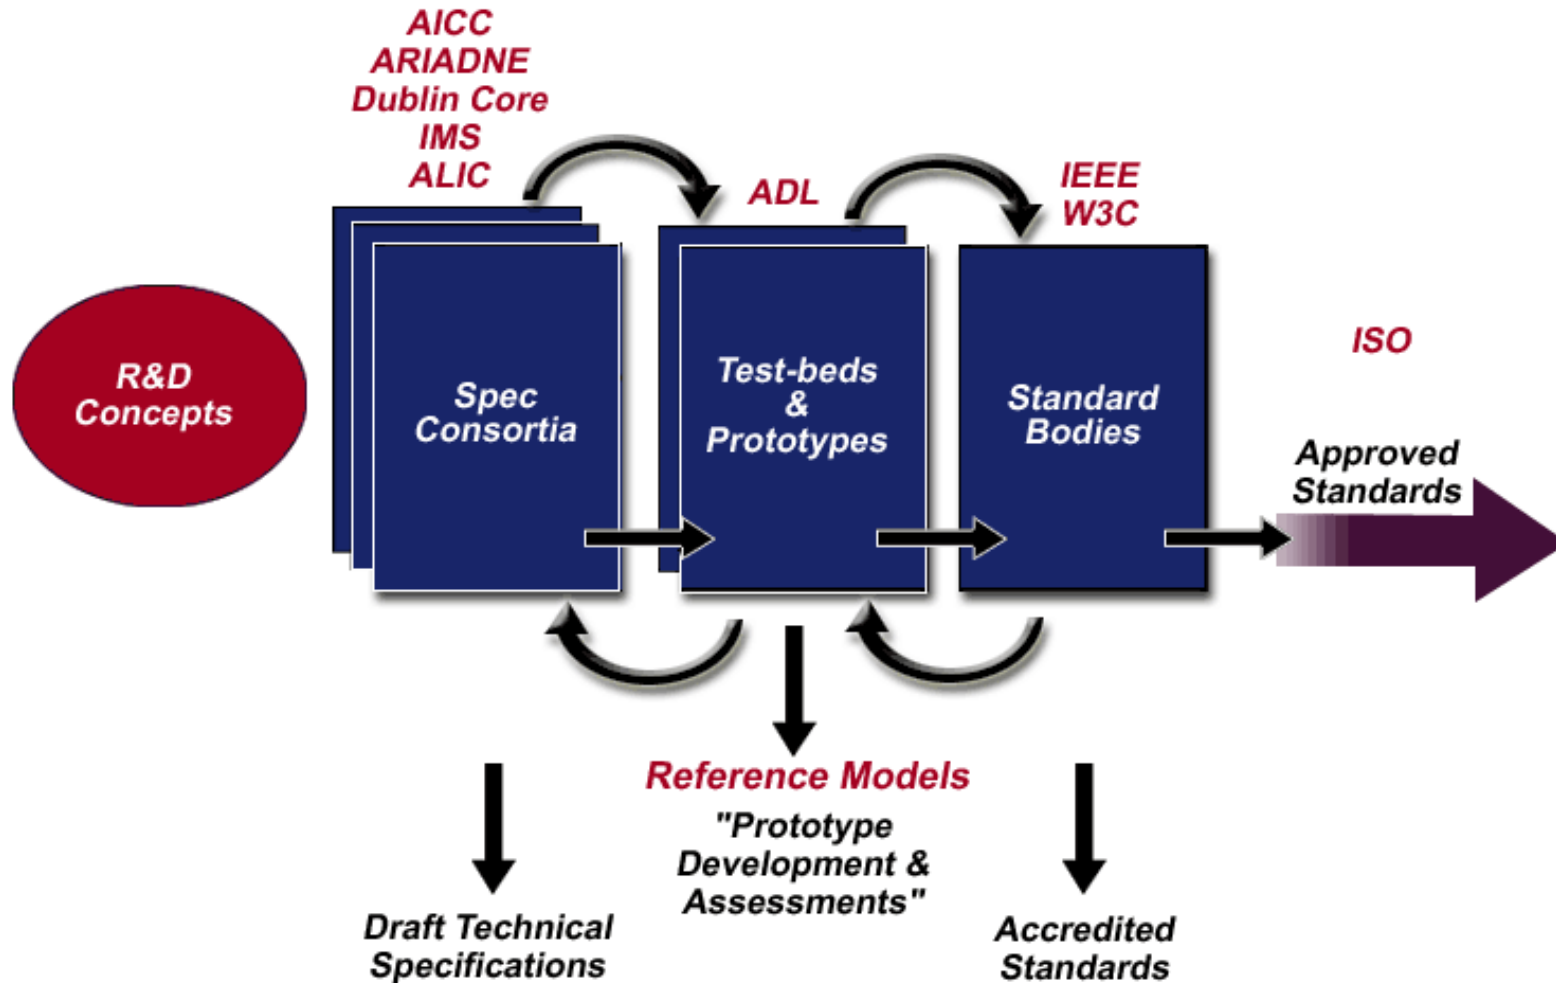 AICC
ARIADNE
Dublin Core
IMS
ALIC
ADL
IEEE
W3C
ISO
R&D
Concepts
Spec
Consortia
Test-beds
&
Prototypes
Standard
Bodies
Approved
Standards
Reference Models
"Prototype
Development &
Assessments"
Draft Technical
Specifications
Accredited
Standards